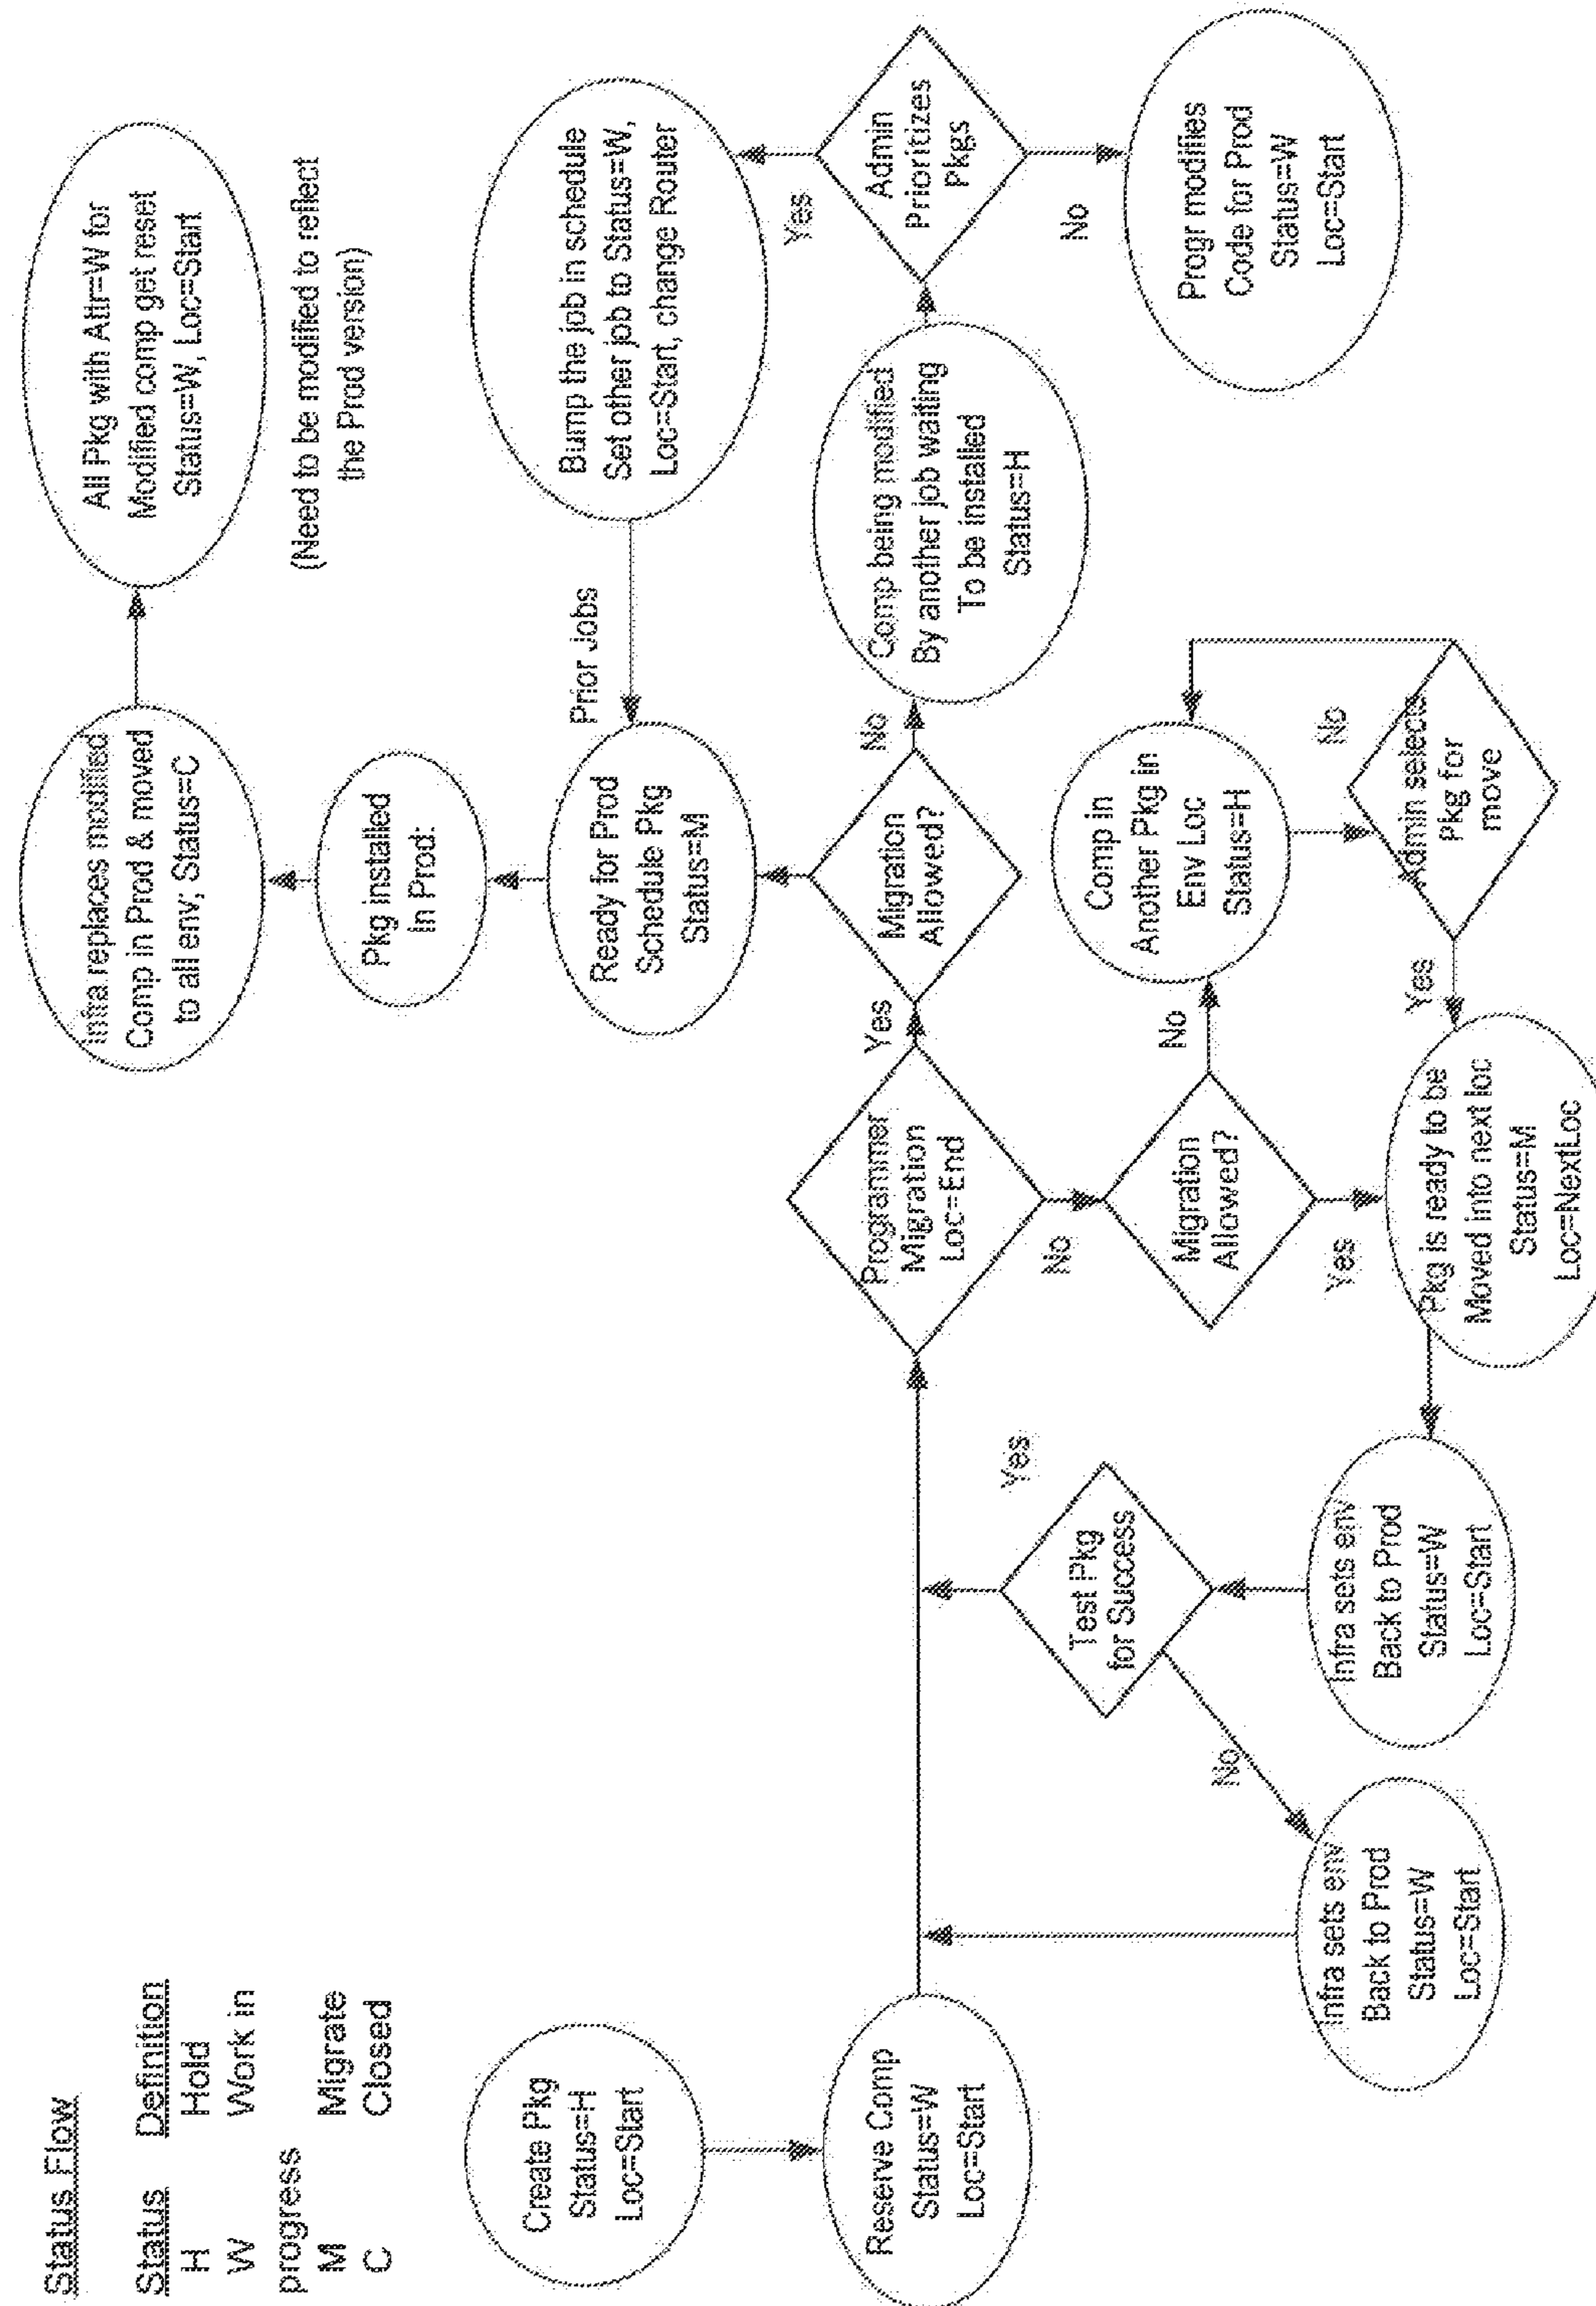 Status Flow
Status Definition
H Hold
W Work in
progress
M Migrate
C Closed
Create Pkg
Status=H
Loc=Start
Reserve Comp
Status=W
Loc=Start
Infra sets env
Back to Prod
Status=W
Loc=Start
No
Test Pkg
for Success
Yes
Infra sets env
Back to Prod
Status=W
Loc=Start
Programmer
Migration
Loc=End
Yes
No
Migration
Allowed?
No
Yes
Pkg is ready to be
Moved into next loc
Status=M
Loc=NextLoc
Comp in
Another Pkg in
Env Loc
Status=H
Admin selects
Pkg for
move
Yes
No
Migration
Allowed?
No
Ready for Prod
Schedule Pkg
Status=M
Pkg installed
In Prod.
Infra replaces modified
Comp in Prod & moved
to all env; Status=C
All Pkg with Attr=W for
Modified comp get reset
Status=W, Loc=Start
(Need to be modified to reflect
the Prod version)
Prior Jobs
Bump the job in schedule
Set other job to Status=W,
Loc=Start, change Router
Comp being modified
By another job waiting
To be installed
Status=H
Yes
Admin
Prioritizes
Pkgs
No
Progr modifies
Code for Prod
Status=W
Loc=Start